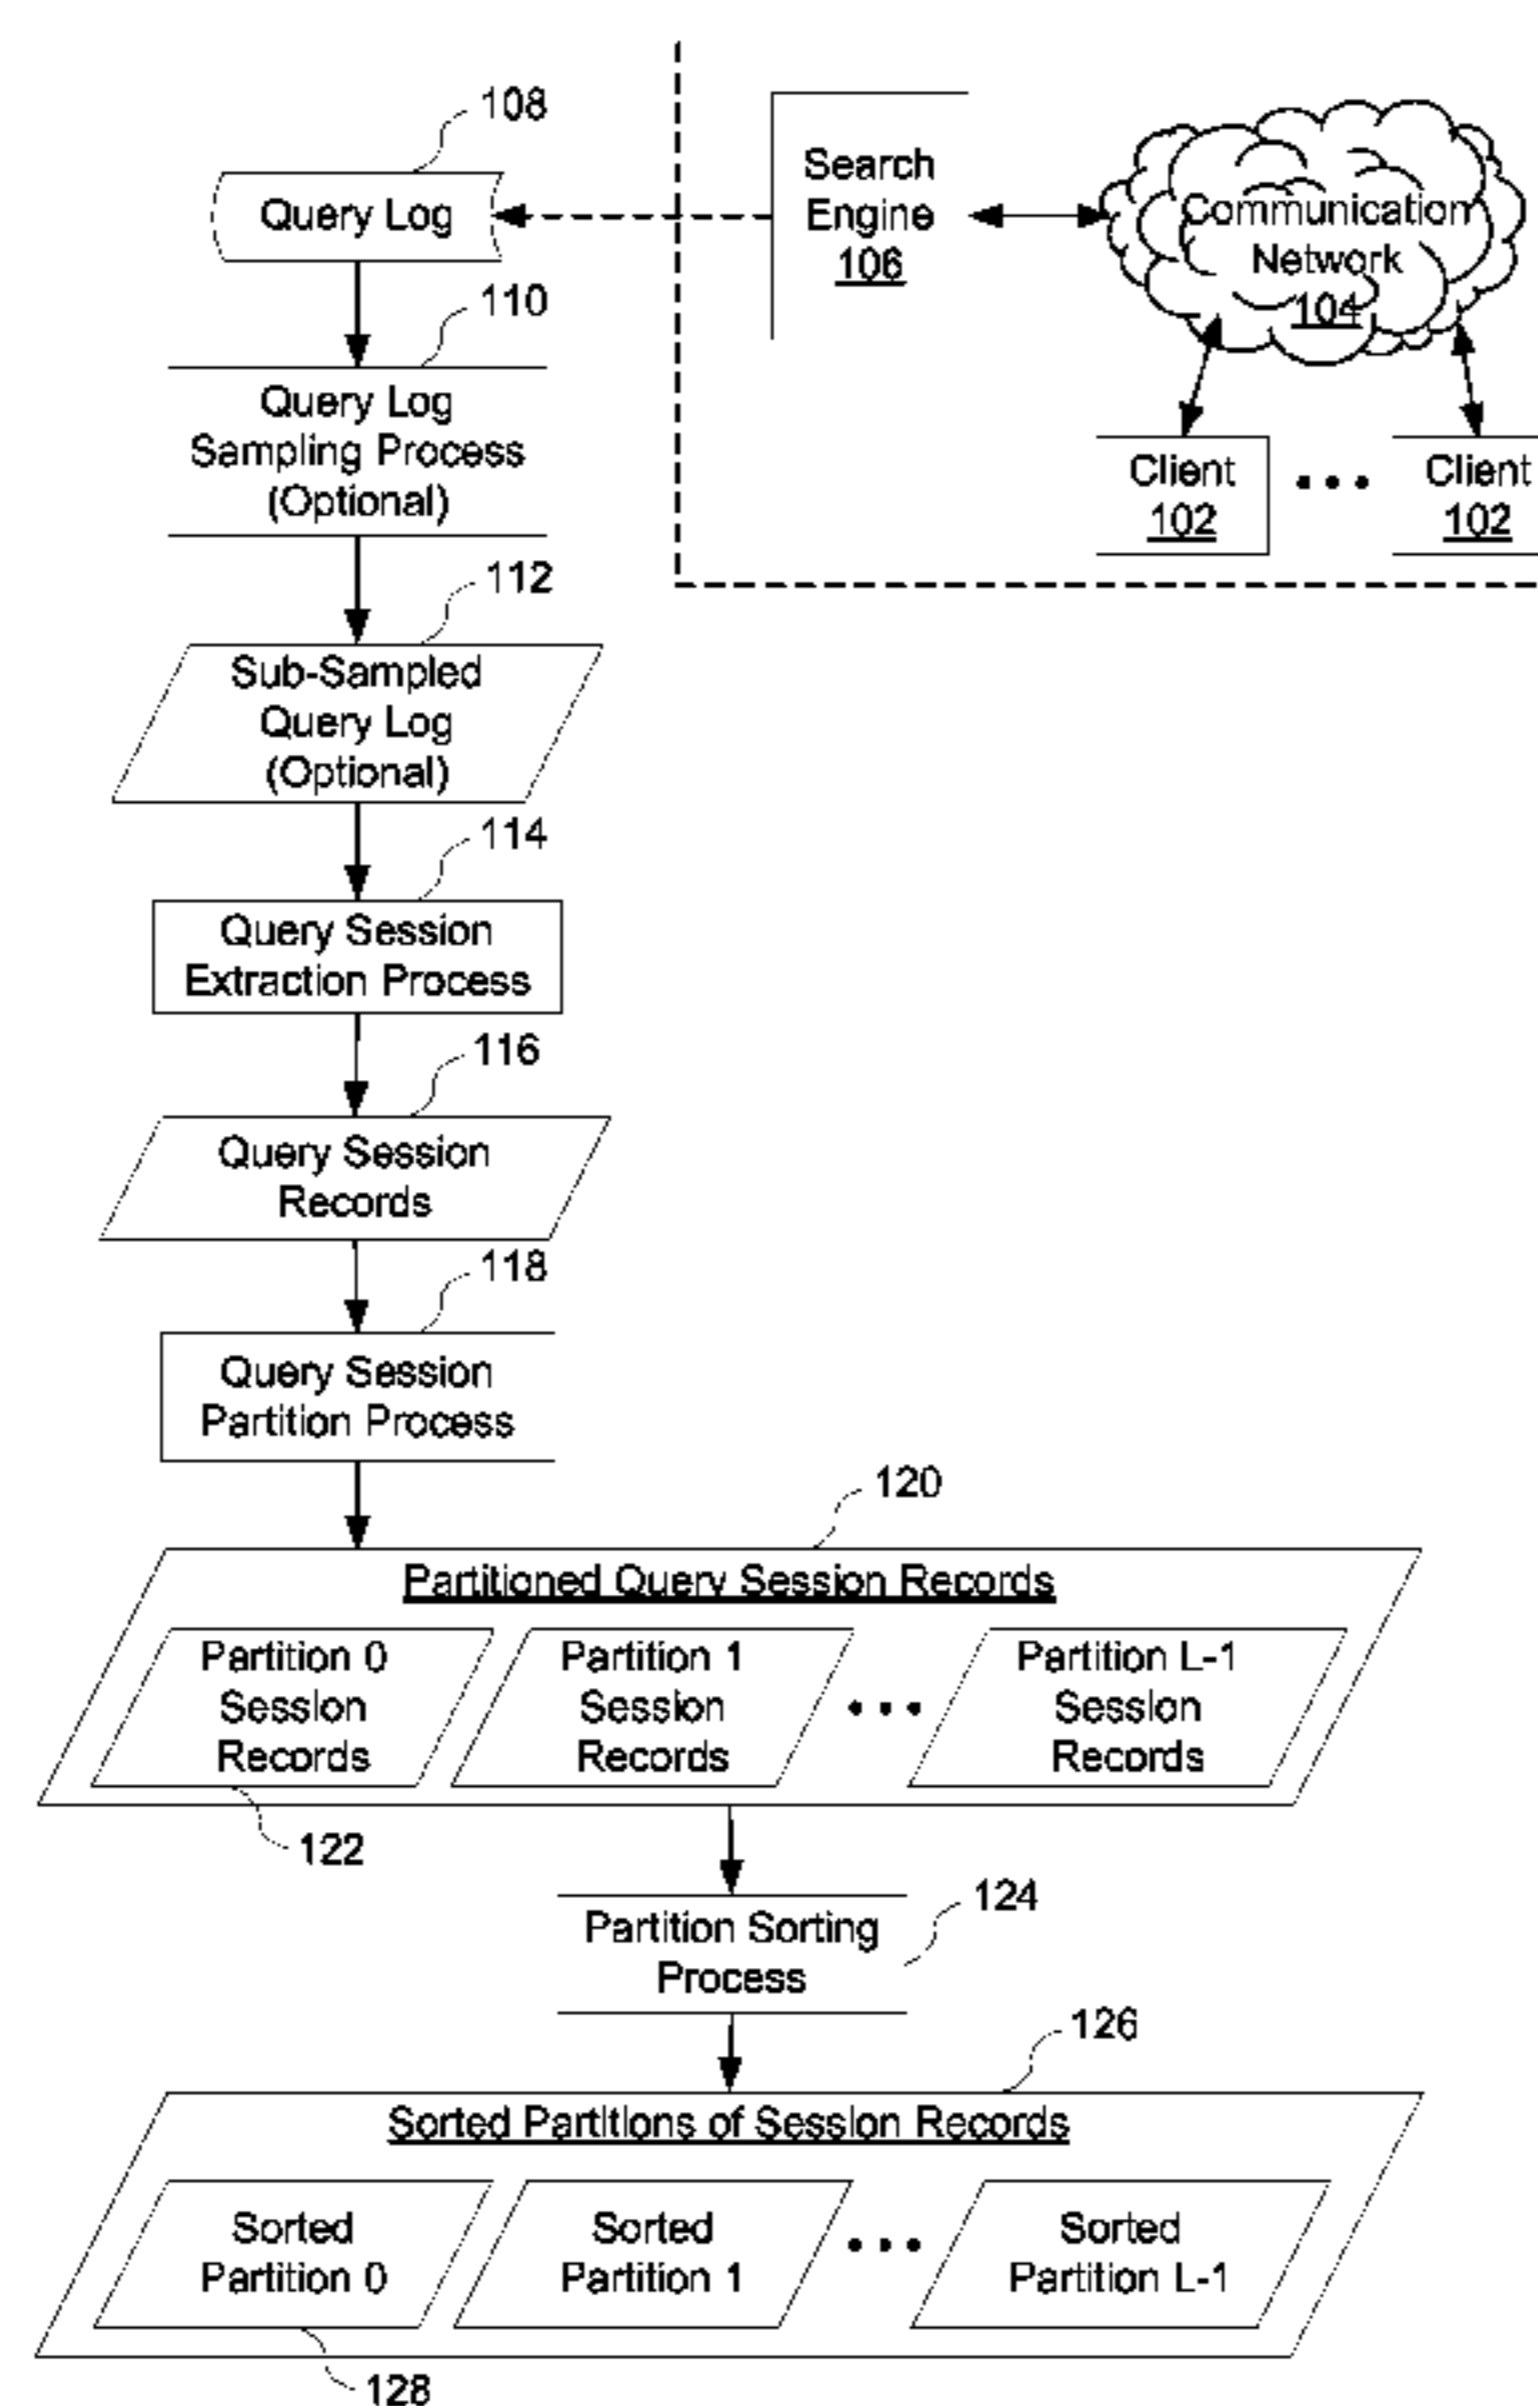 108
Query Log
Search
Engine
106
Communication
Network
104
Client
102
Client
102
110
Query Log
Sampling Process
(Optional)
112
Sub-Sampled
Query Log
(Optional)
114
Query Session
Extraction Process
116
Query Session
Records
118
Query Session
Partition Process
120
Partitioned Query Session Records
Partition 0
Session
Records
Partition 1
Session
Records
Partition L-1
Session
Records
122
124
Partition Sorting
Process
126
Sorted Partitions of Session Records
Sorted
Partition 0
Sorted
Partition 1
Sorted
Partition L-1
128